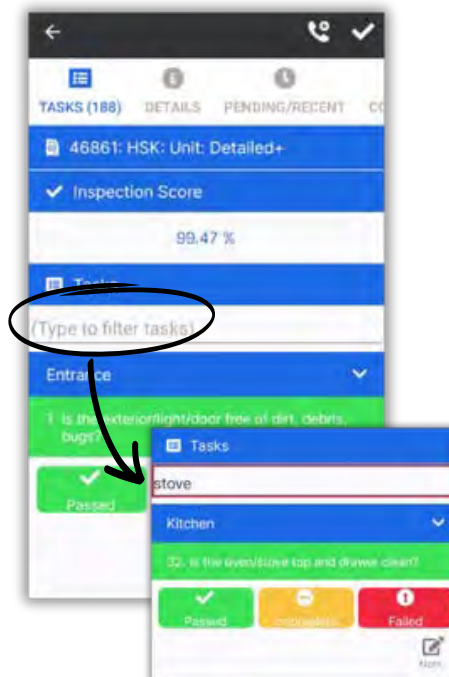 TASKS (188) DETAILS PENDING/RECENT
46861: HSK: Unit: Detailed+
Inspection Score
99.47 %
Tasks
(Type to filter tasks)
Entrance
1. Is the exterior/light/door free of dirt, debris,
bugs?
Passed
Tasks
stove
Kitchen
32. Is the oven/stove top and drawer clean?
Passed Incomplete Failed
Note